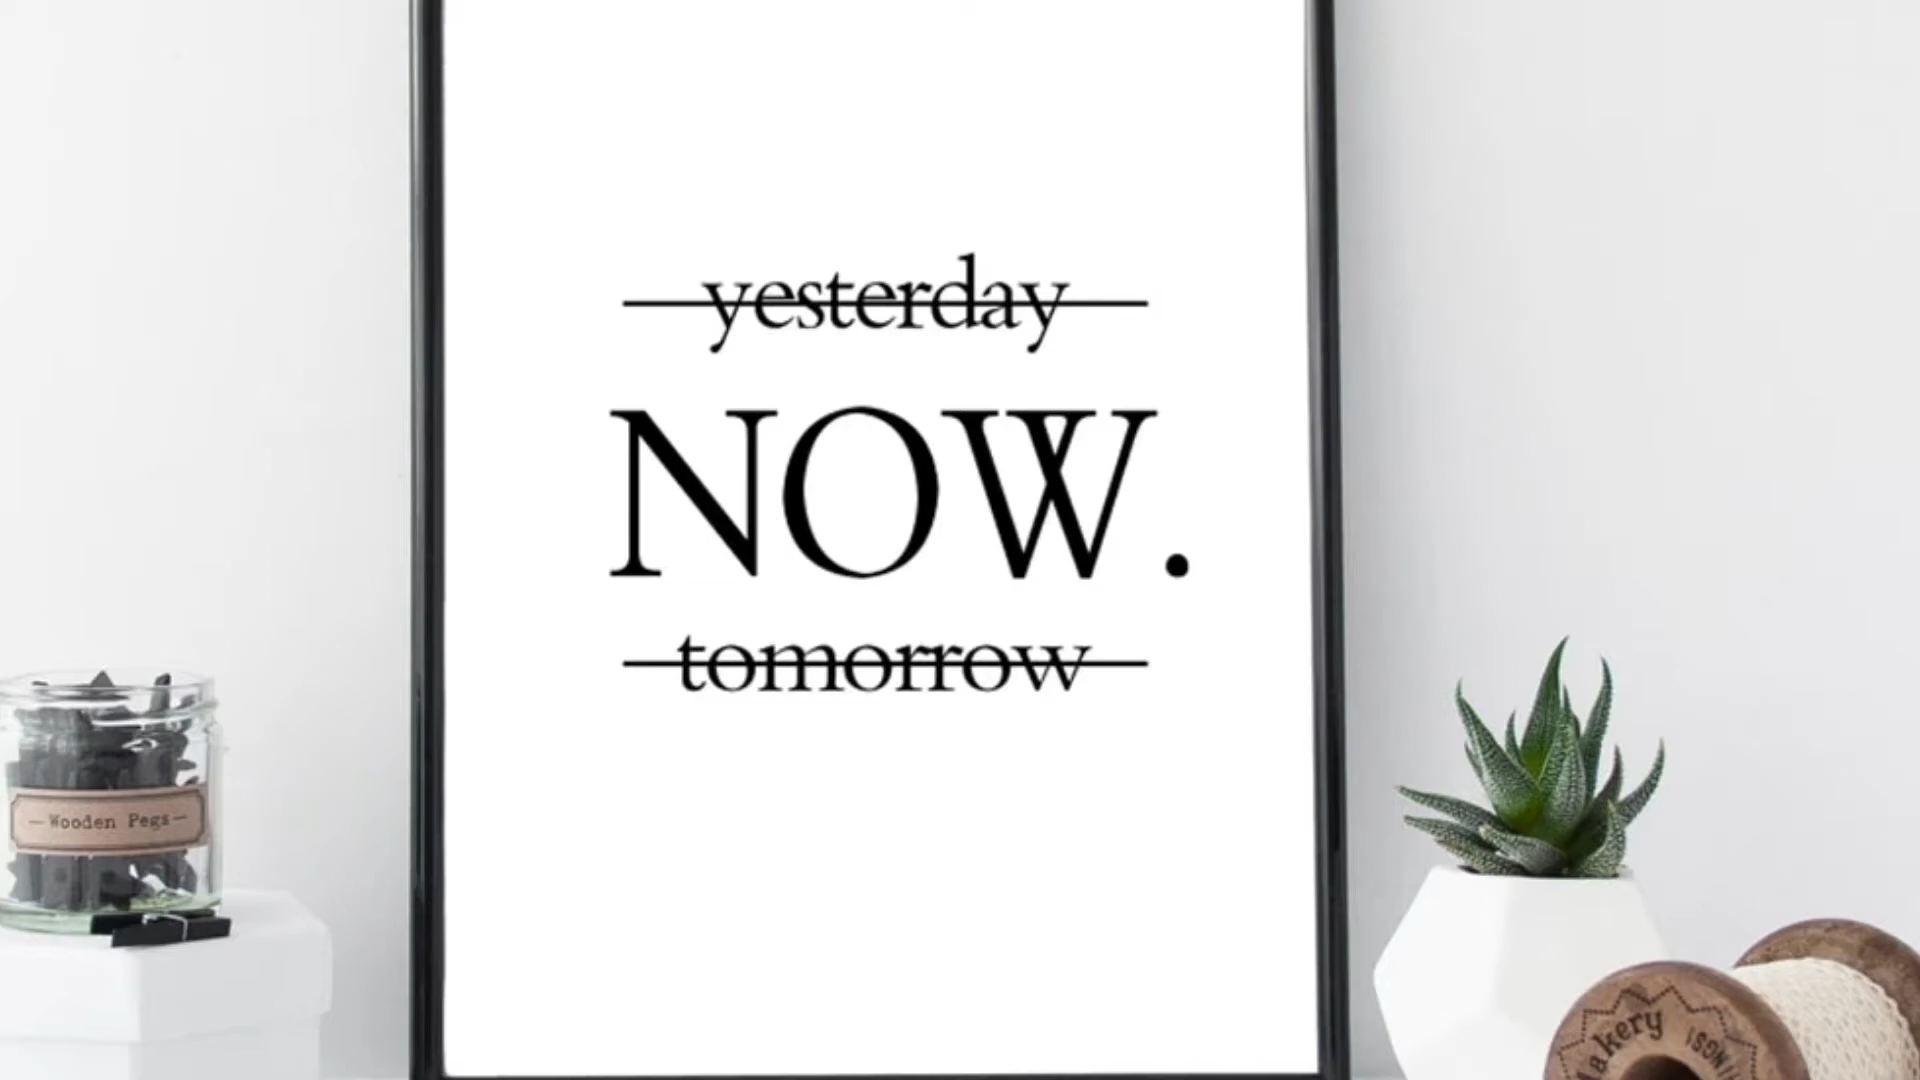 yesterday
NOW.
tomorrow
— Wooden Pegs —